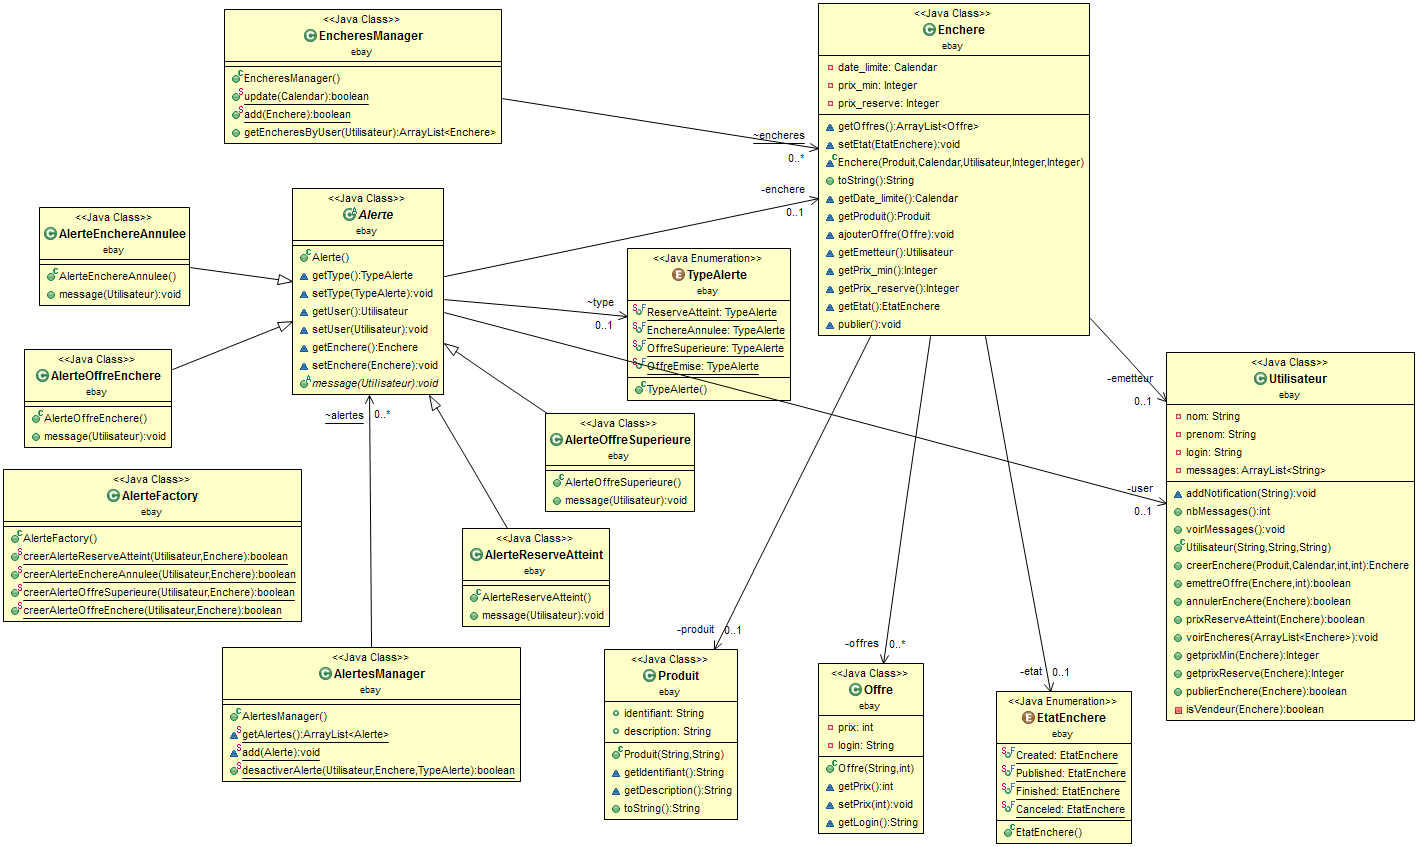 <<Java Class>>
EncheresManager
ebay
EncheresManager()
update(Calendar):boolean
add(Enchere):boolean
getEncheresByUser(Utilisateur):ArrayList<Enchere>
<<Java Class>>
Enchere
ebay
date_limite: Calendar
prix_min: Integer
prix_reserve: Integer
getOffres():ArrayList<Offre>
setEtat(EtatEnchere):void
Enchere(Produit,Calendar,Utilisateur,Integer,Integer)
toString():String
getDate_limite():Calendar
getProduit():Produit
ajouterOffre(Offre):void
getEmetteur():Utilisateur
getPrix_min():Integer
getPrix_reserve():Integer
getEtat():EtatEnchere
publier():void
~encheres
0..*
-enchere
0..1
<<Java Class>>
AlerteEnchereAnnulee
ebay
AlerteEnchereAnnulee()
message(Utilisateur):void
<<Java Class>>
Alerte
ebay
Alerte()
getType():TypeAlerte
setType(TypeAlerte):void
getUser():Utilisateur
setUser(Utilisateur):void
getEnchere():Enchere
setEnchere(Enchere):void
message(Utilisateur):void
<<Java Enumeration>>
TypeAlerte
ebay
ReserveAtteint: TypeAlerte
EnchereAnnulee: TypeAlerte
OffreSuperieure: TypeAlerte
OffreEmise: TypeAlerte
TypeAlerte()
~type
0..1
<<Java Class>>
AlerteOffreEnchere
ebay
AlerteOffreEnchere()
message(Utilisateur):void
~alertes
0..*
<<Java Class>>
AlerteOffreSuperieure
ebay
AlerteOffreSuperieure()
message(Utilisateur):void
-emetteur
0..1
-user
0..1
<<Java Class>>
Utilisateur
ebay
nom: String
prenom: String
login: String
messages: ArrayList<String>
addNotification(String):void
nbMessages():int
voirMessages():void
Utilisateur(String,String,String)
creerEnchere(Produit,Calendar,int,int):Enchere
emettreOffre(Enchere,int):boolean
annulerEnchere(Enchere):boolean
prixReserveAtteint(Enchere):boolean
voirEncheres(ArrayList<Enchere>):void
getprixMin(Enchere):Integer
getprixReserve(Enchere):Integer
publierEnchere(Enchere):boolean
isVendeur(Enchere):boolean
<<Java Class>>
AlerteFactory
ebay
AlerteFactory()
creerAlerteReserveAtteint(Utilisateur,Enchere):boolean
creerAlerteEnchereAnnulee(Utilisateur,Enchere):boolean
creerAlerteOffreSuperieure(Utilisateur,Enchere):boolean
creerAlerteOffreEnchere(Utilisateur,Enchere):boolean
<<Java Class>>
AlerteReserveAtteint
ebay
AlerteReserveAtteint()
message(Utilisateur):void
<<Java Class>>
AlertesManager
ebay
AlertesManager()
getAlertes():ArrayList<Alerte>
add(Alerte):void
desactiverAlerte(Utilisateur,Enchere,TypeAlerte):boolean
-produit
0..1
<<Java Class>>
Produit
ebay
identifiant: String
description: String
Produit(String,String)
getIdentifiant():String
getDescription():String
toString():String
-offres
0..*
<<Java Class>>
Offre
ebay
prix: int
login: String
Offre(String,int)
getPrix():int
setPrix(int):void
getLogin():String
-etat
0..1
<<Java Enumeration>>
EtatEnchere
ebay
Created: EtatEnchere
Published: EtatEnchere
Finished: EtatEnchere
Canceled: EtatEnchere
EtatEnchere()